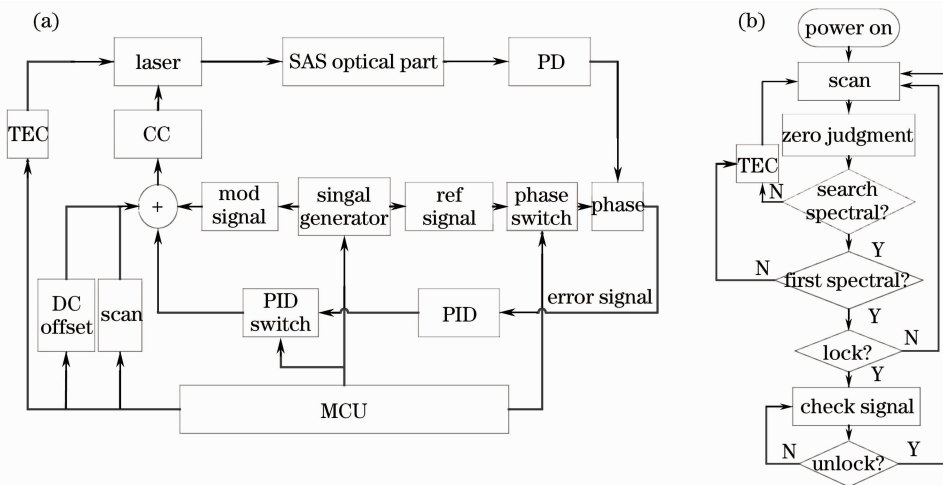 (a)
laser
SAS optical part
PD
TEC
CC
+
mod
signal
singal
generator
ref
signal
phase
switch
phase
DC
offset
scan
PID
switch
PID
error signal
MCU
(b)
power on
scan
zero judgment
TEC
N
search
spectral?
Y
N
first spectral?
Y
N
lock?
Y
check signal
N
Y
unlock?